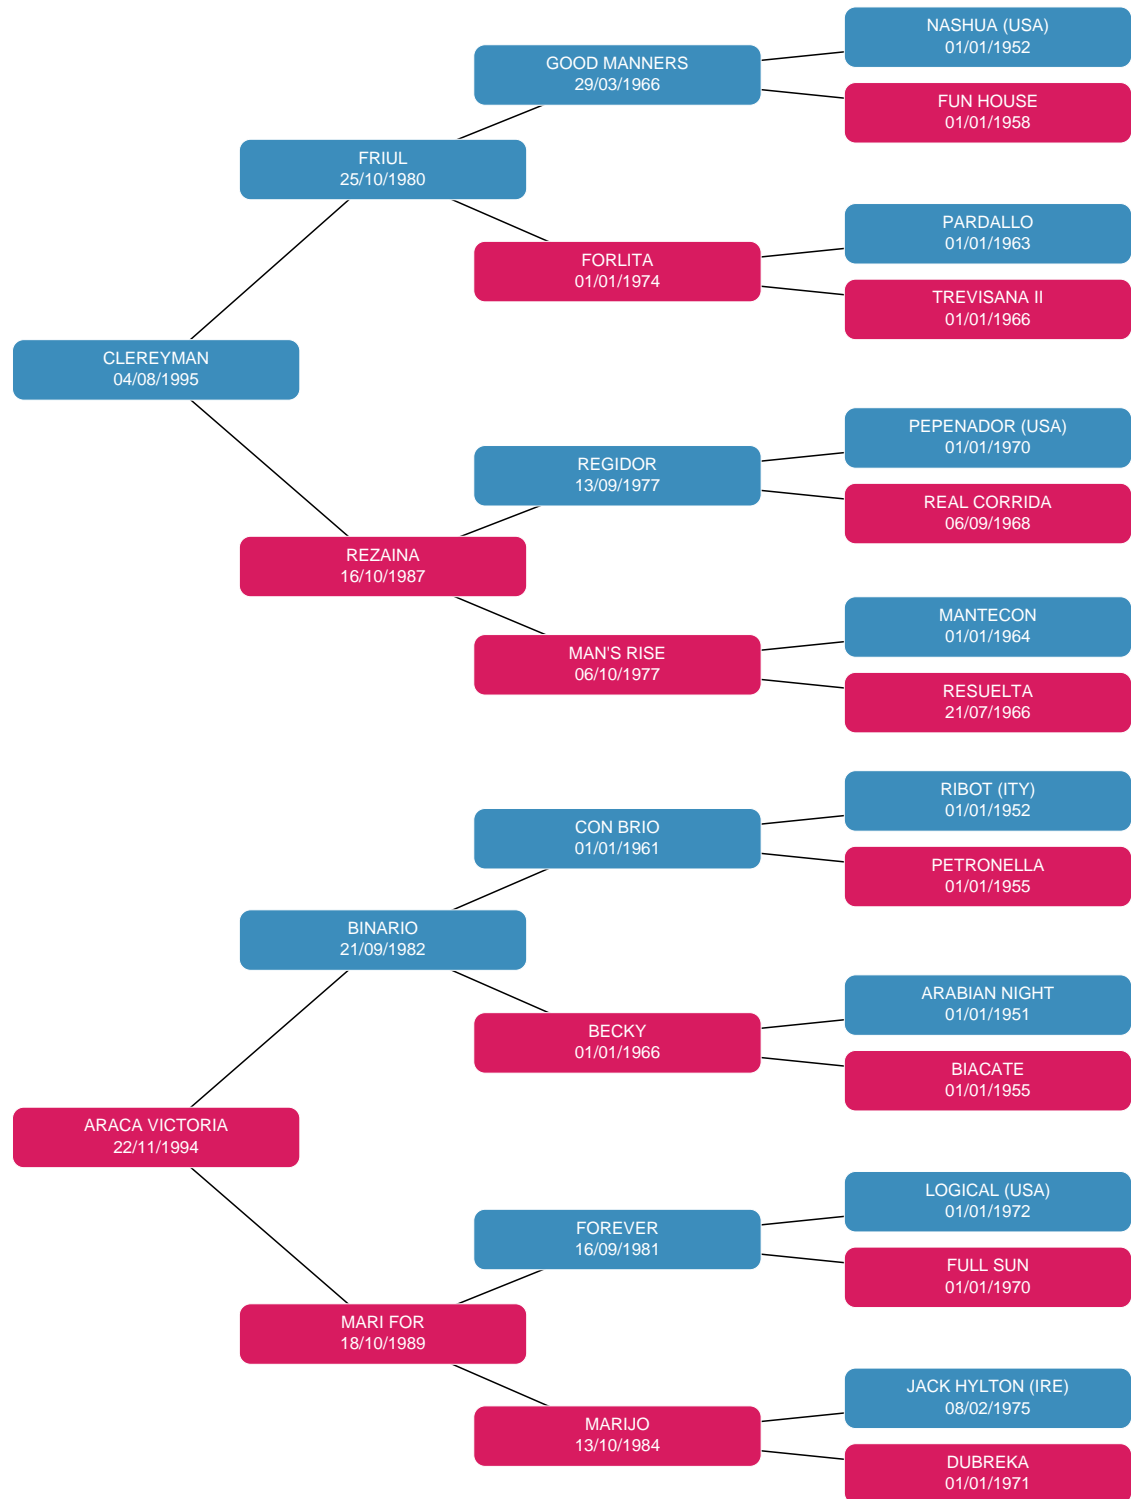 NASHUA (USA)
01/01/1952
GOOD MANNERS
29/03/1966
FUN HOUSE
01/01/1958
FRIUL
25/10/1980
PARDALLO
01/01/1963
FORLITA
01/01/1974
TREVISANA II
01/01/1966
CLEREYMAN
04/08/1995
PEPENADOR (USA)
01/01/1970
REGIDOR
13/09/1977
REAL CORRIDA
06/09/1968
REZAINA
16/10/1987
MANTECON
01/01/1964
MAN'S RISE
06/10/1977
RESUELTA
21/07/1966
RIBOT (ITY)
01/01/1952
CON BRIO
01/01/1961
PETRONELLA
01/01/1955
BINARIO
21/09/1982
ARABIAN NIGHT
01/01/1951
BECKY
01/01/1966
BIACATE
01/01/1955
ARACA VICTORIA
22/11/1994
LOGICAL (USA)
01/01/1972
FOREVER
16/09/1981
FULL SUN
01/01/1970
MARI FOR
18/10/1989
JACK HYLTON (IRE)
08/02/1975
MARIJO
13/10/1984
DUBREKA
01/01/1971